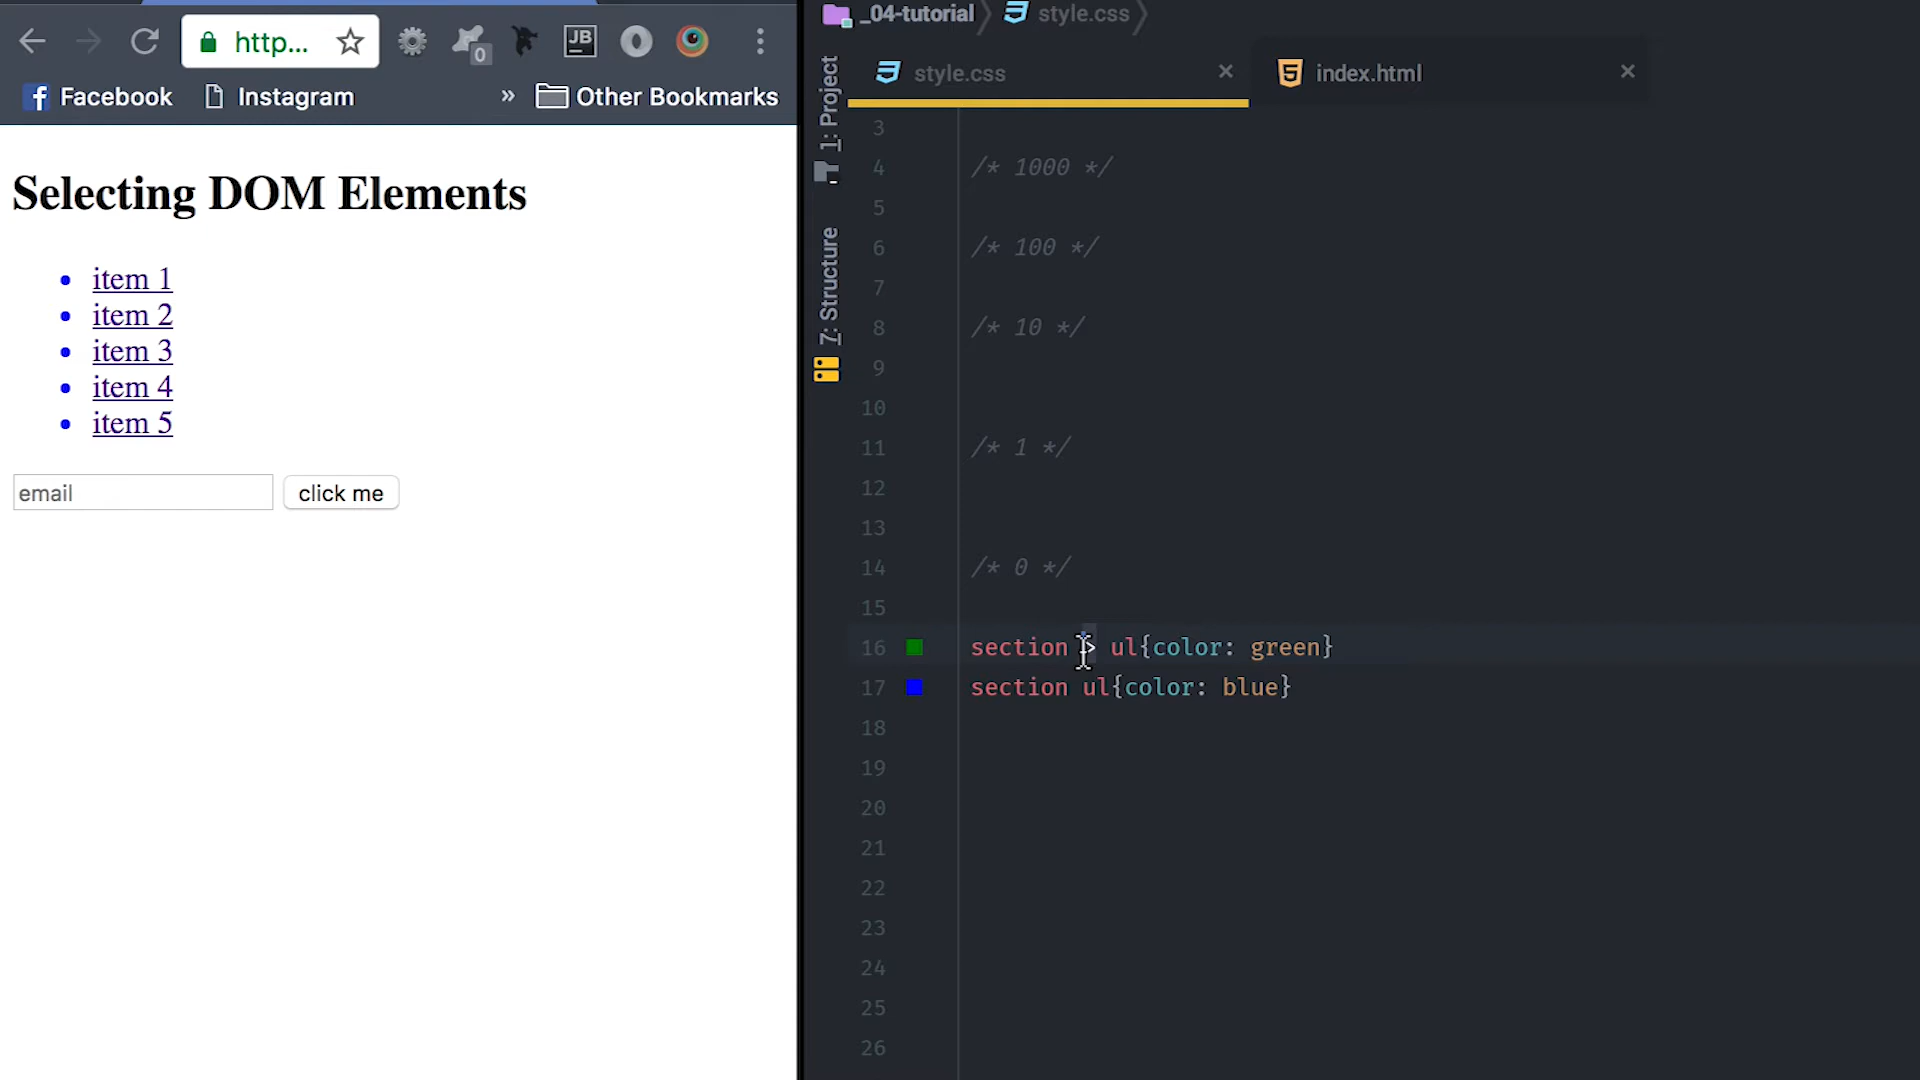 http...
0
JB
Facebook
Instagram
»
Other Bookmarks
Selecting DOM Elements
• item 1
• item 2
• item 3
• item 4
• item 5
email
click me
_04-tutorial
style.css
1: Project
7: Structure
style.css
index.html
3
4 /* 1000 */
5
6 /* 100 */
7
8 /* 10 */
9
10
11 /* 1 */
12
13
14 /* 0 */
15
16 section > ul{color: green}
17 section ul{color: blue}
18
19
20
21
22
23
24
25
26